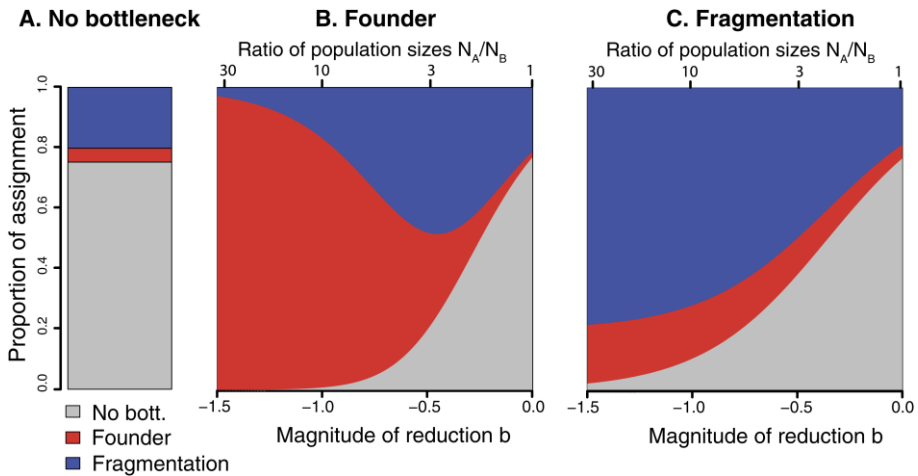 A. No bottleneck
B. Founder
C. Fragmentation
Ratio of population sizes N_A/N_B
Ratio of population sizes N_A/N_B
30 10 3 1
30 10 3 1
Proportion of assignment
1.0
0.8
0.6
0.4
0.2
0.0
−1.5 −1.0 −0.5 0.0
−1.5 −1.0 −0.5 0.0
Magnitude of reduction b
Magnitude of reduction b
No bott.
Founder
Fragmentation